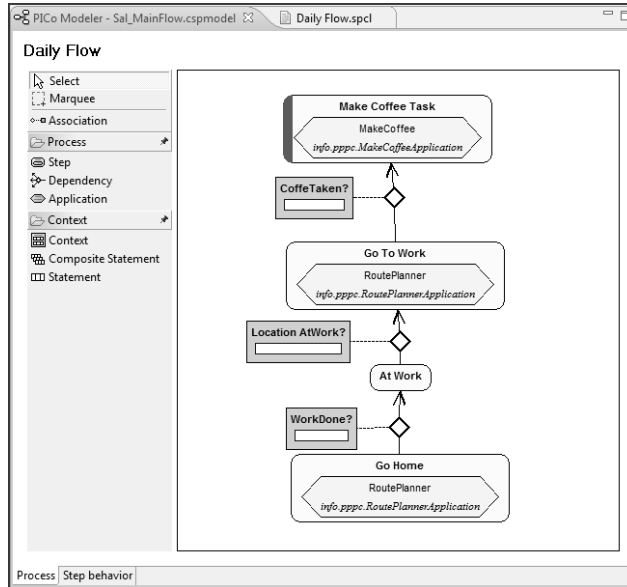 PICo Modeler - Sal_MainFlow.cspmodel
Daily Flow.spcl
Daily Flow
Select
Marquee
Association
Process
Step
Dependency
Application
Context
Context
Composite Statement
Statement
Make Coffee Task
MakeCoffee
info.pppc.MakeCoffeeApplication
CoffeTaken?
Go To Work
RoutePlanner
info.pppc.RoutePlannerApplication
Location AtWork?
At Work
WorkDone?
Go Home
RoutePlanner
info.pppc.RoutePlannerApplication
Process
Step behavior